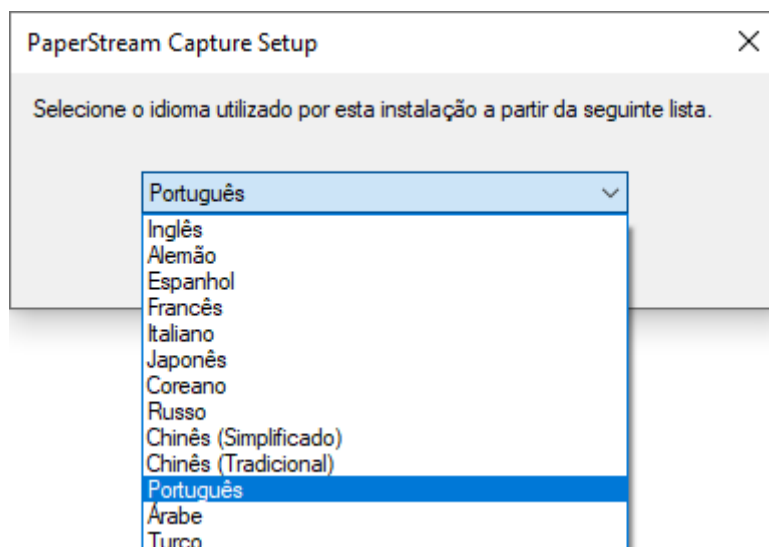 PaperStream Capture Setup
Selecione o idioma utilizado por esta instalação a partir da seguinte lista.
Português
Inglês
Alemão
Espanhol
Francês
Italiano
Japonês
Coreano
Russo
Chinês (Simplificado)
Chinês (Tradicional)
Português
Árabe
Turco